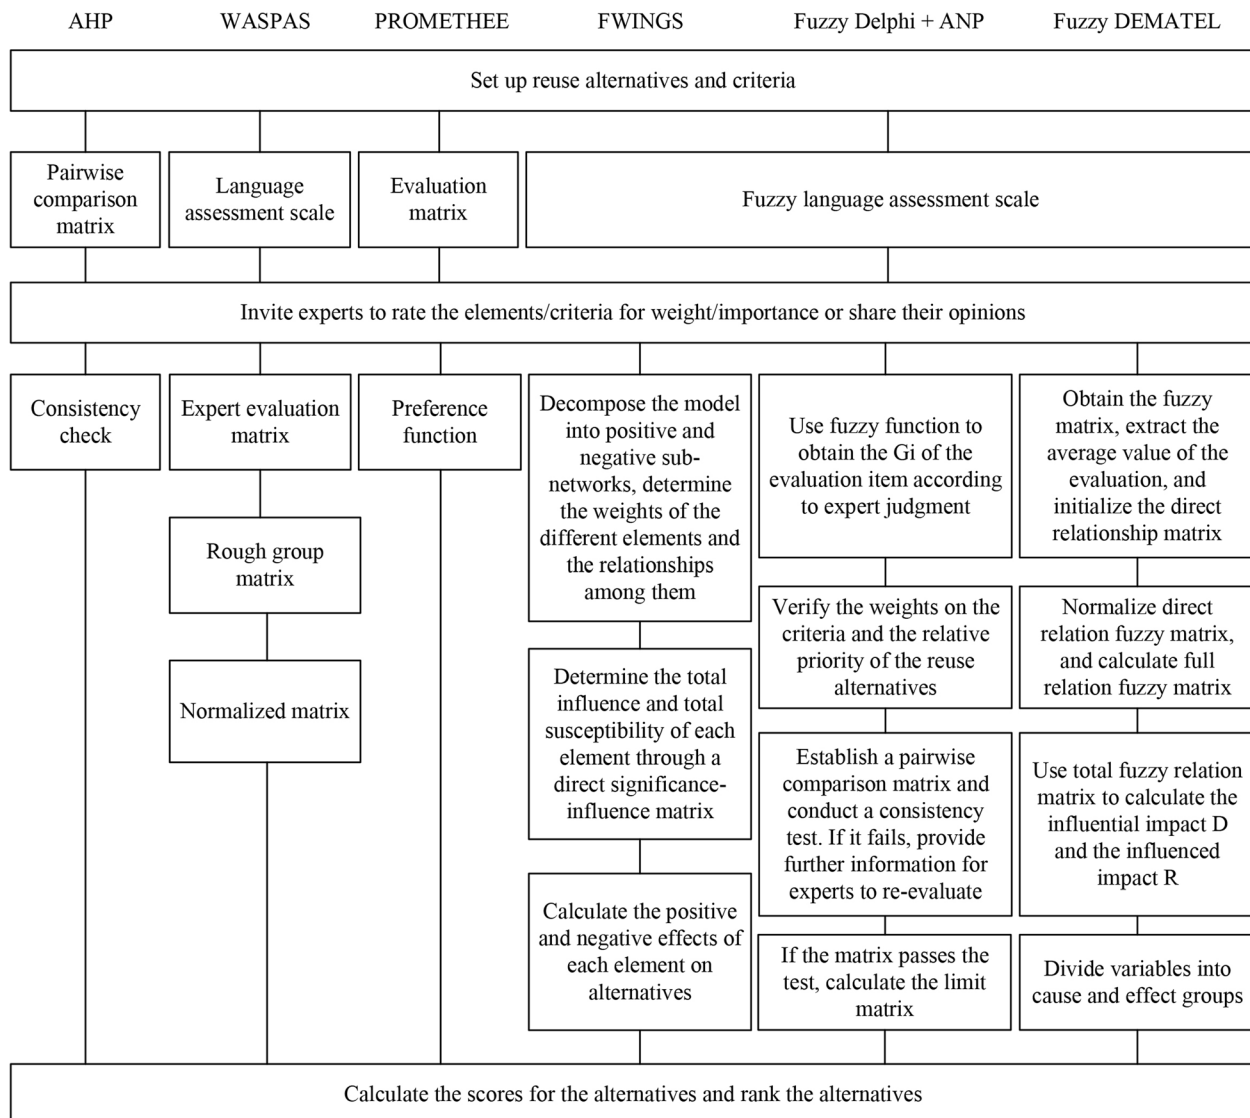 AHP
WASPAS
PROMETHEE
FWINGS
Fuzzy Delphi + ANP
Fuzzy DEMATEL
Set up reuse alternatives and criteria
Pairwise
comparison
matrix
Language
assessment scale
Evaluation
matrix
Fuzzy language assessment scale
Invite experts to rate the elements/criteria for weight/importance or share their opinions
Consistency
check
Expert evaluation
matrix
Rough group
matrix
Normalized matrix
Preference
function
Decompose the model
into positive and
negative sub-
networks, determine
the weights of the
different elements and
the relationships
among them
Determine the total
influence and total
susceptibility of each
element through a
direct significance-
influence matrix
Calculate the positive
and negative effects of
each element on
alternatives
Use fuzzy function to
obtain the Gi of the
evaluation item according
to expert judgment
Verify the weights on the
criteria and the relative
priority of the reuse
alternatives
Establish a pairwise
comparison matrix and
conduct a consistency
test. If it fails, provide
further information for
experts to re-evaluate
If the matrix passes the
test, calculate the limit
matrix
Obtain the fuzzy
matrix, extract the
average value of the
evaluation, and
initialize the direct
relationship matrix
Normalize direct
relation fuzzy matrix,
and calculate full
relation fuzzy matrix
Use total fuzzy relation
matrix to calculate the
influential impact D
and the influenced
impact R
Divide variables into
cause and effect groups
Calculate the scores for the alternatives and rank the alternatives